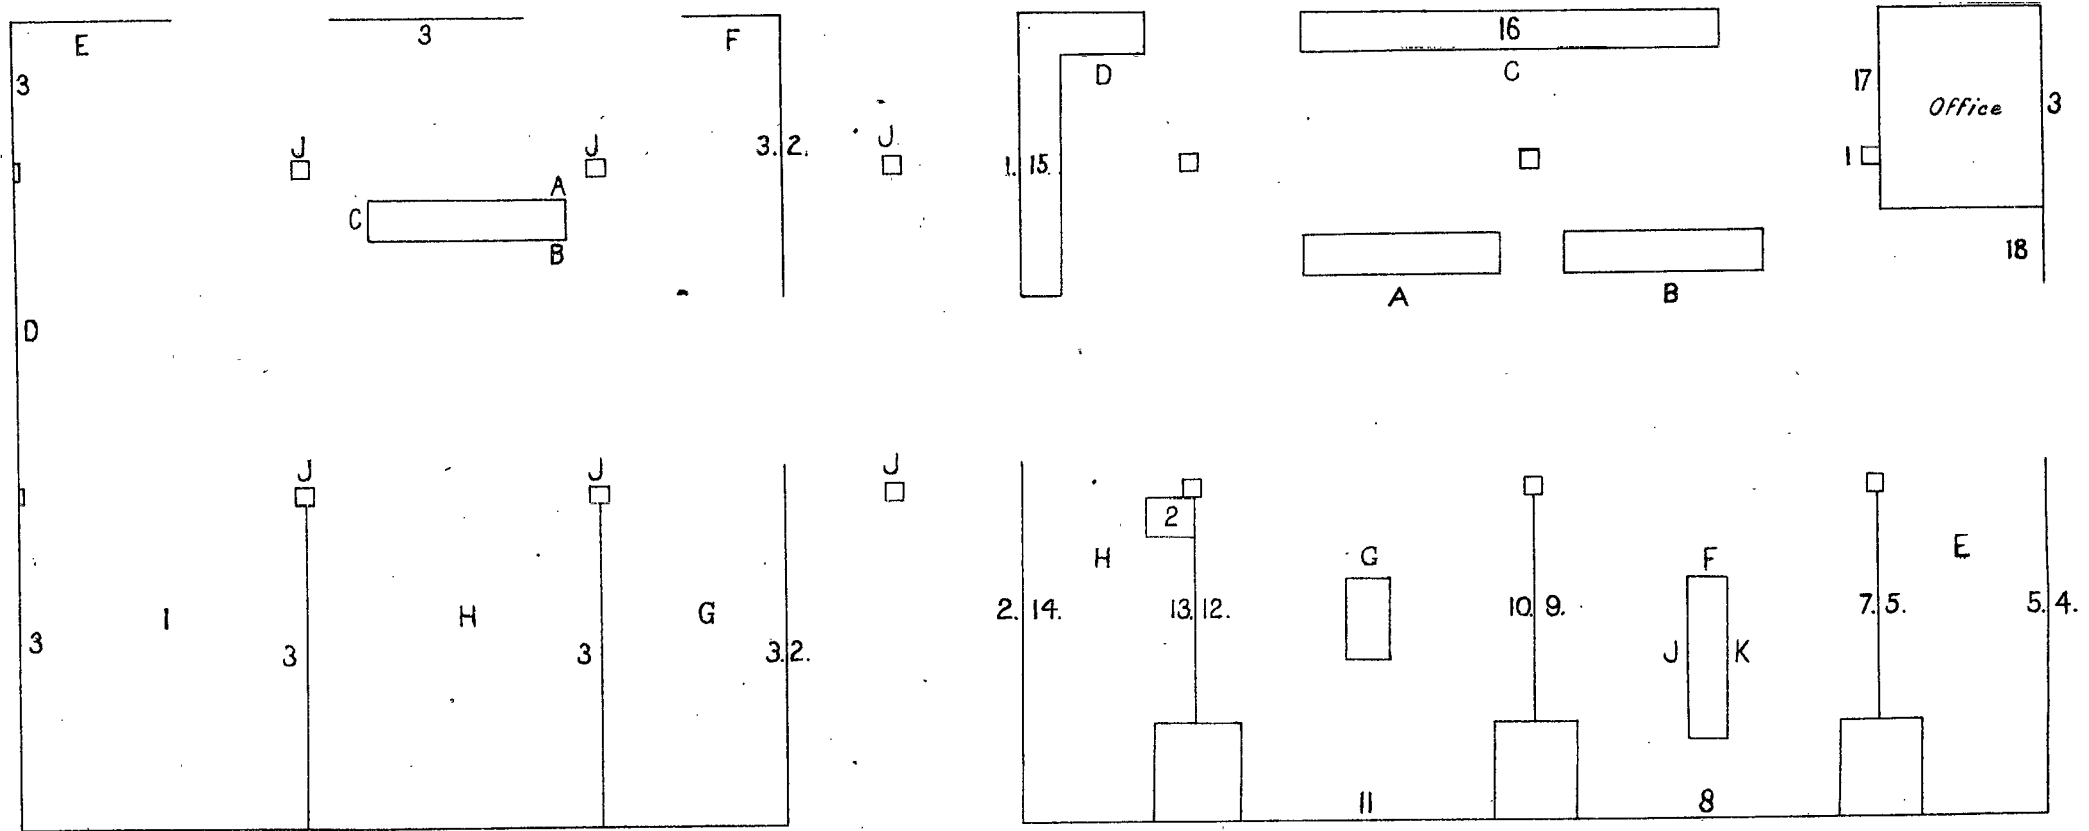 E
3
F
3
J
J
3. 2.
J
A
C
B
D
J
J
J
I
H
G
3
3
3
3. 2.
D
16
C
17
Office
3
1. 15.
1
18
A
B
2
H
G
F
E
2. 14.
13. 12.
10. 9.
7. 5.
5. 4.
J
K
11
8